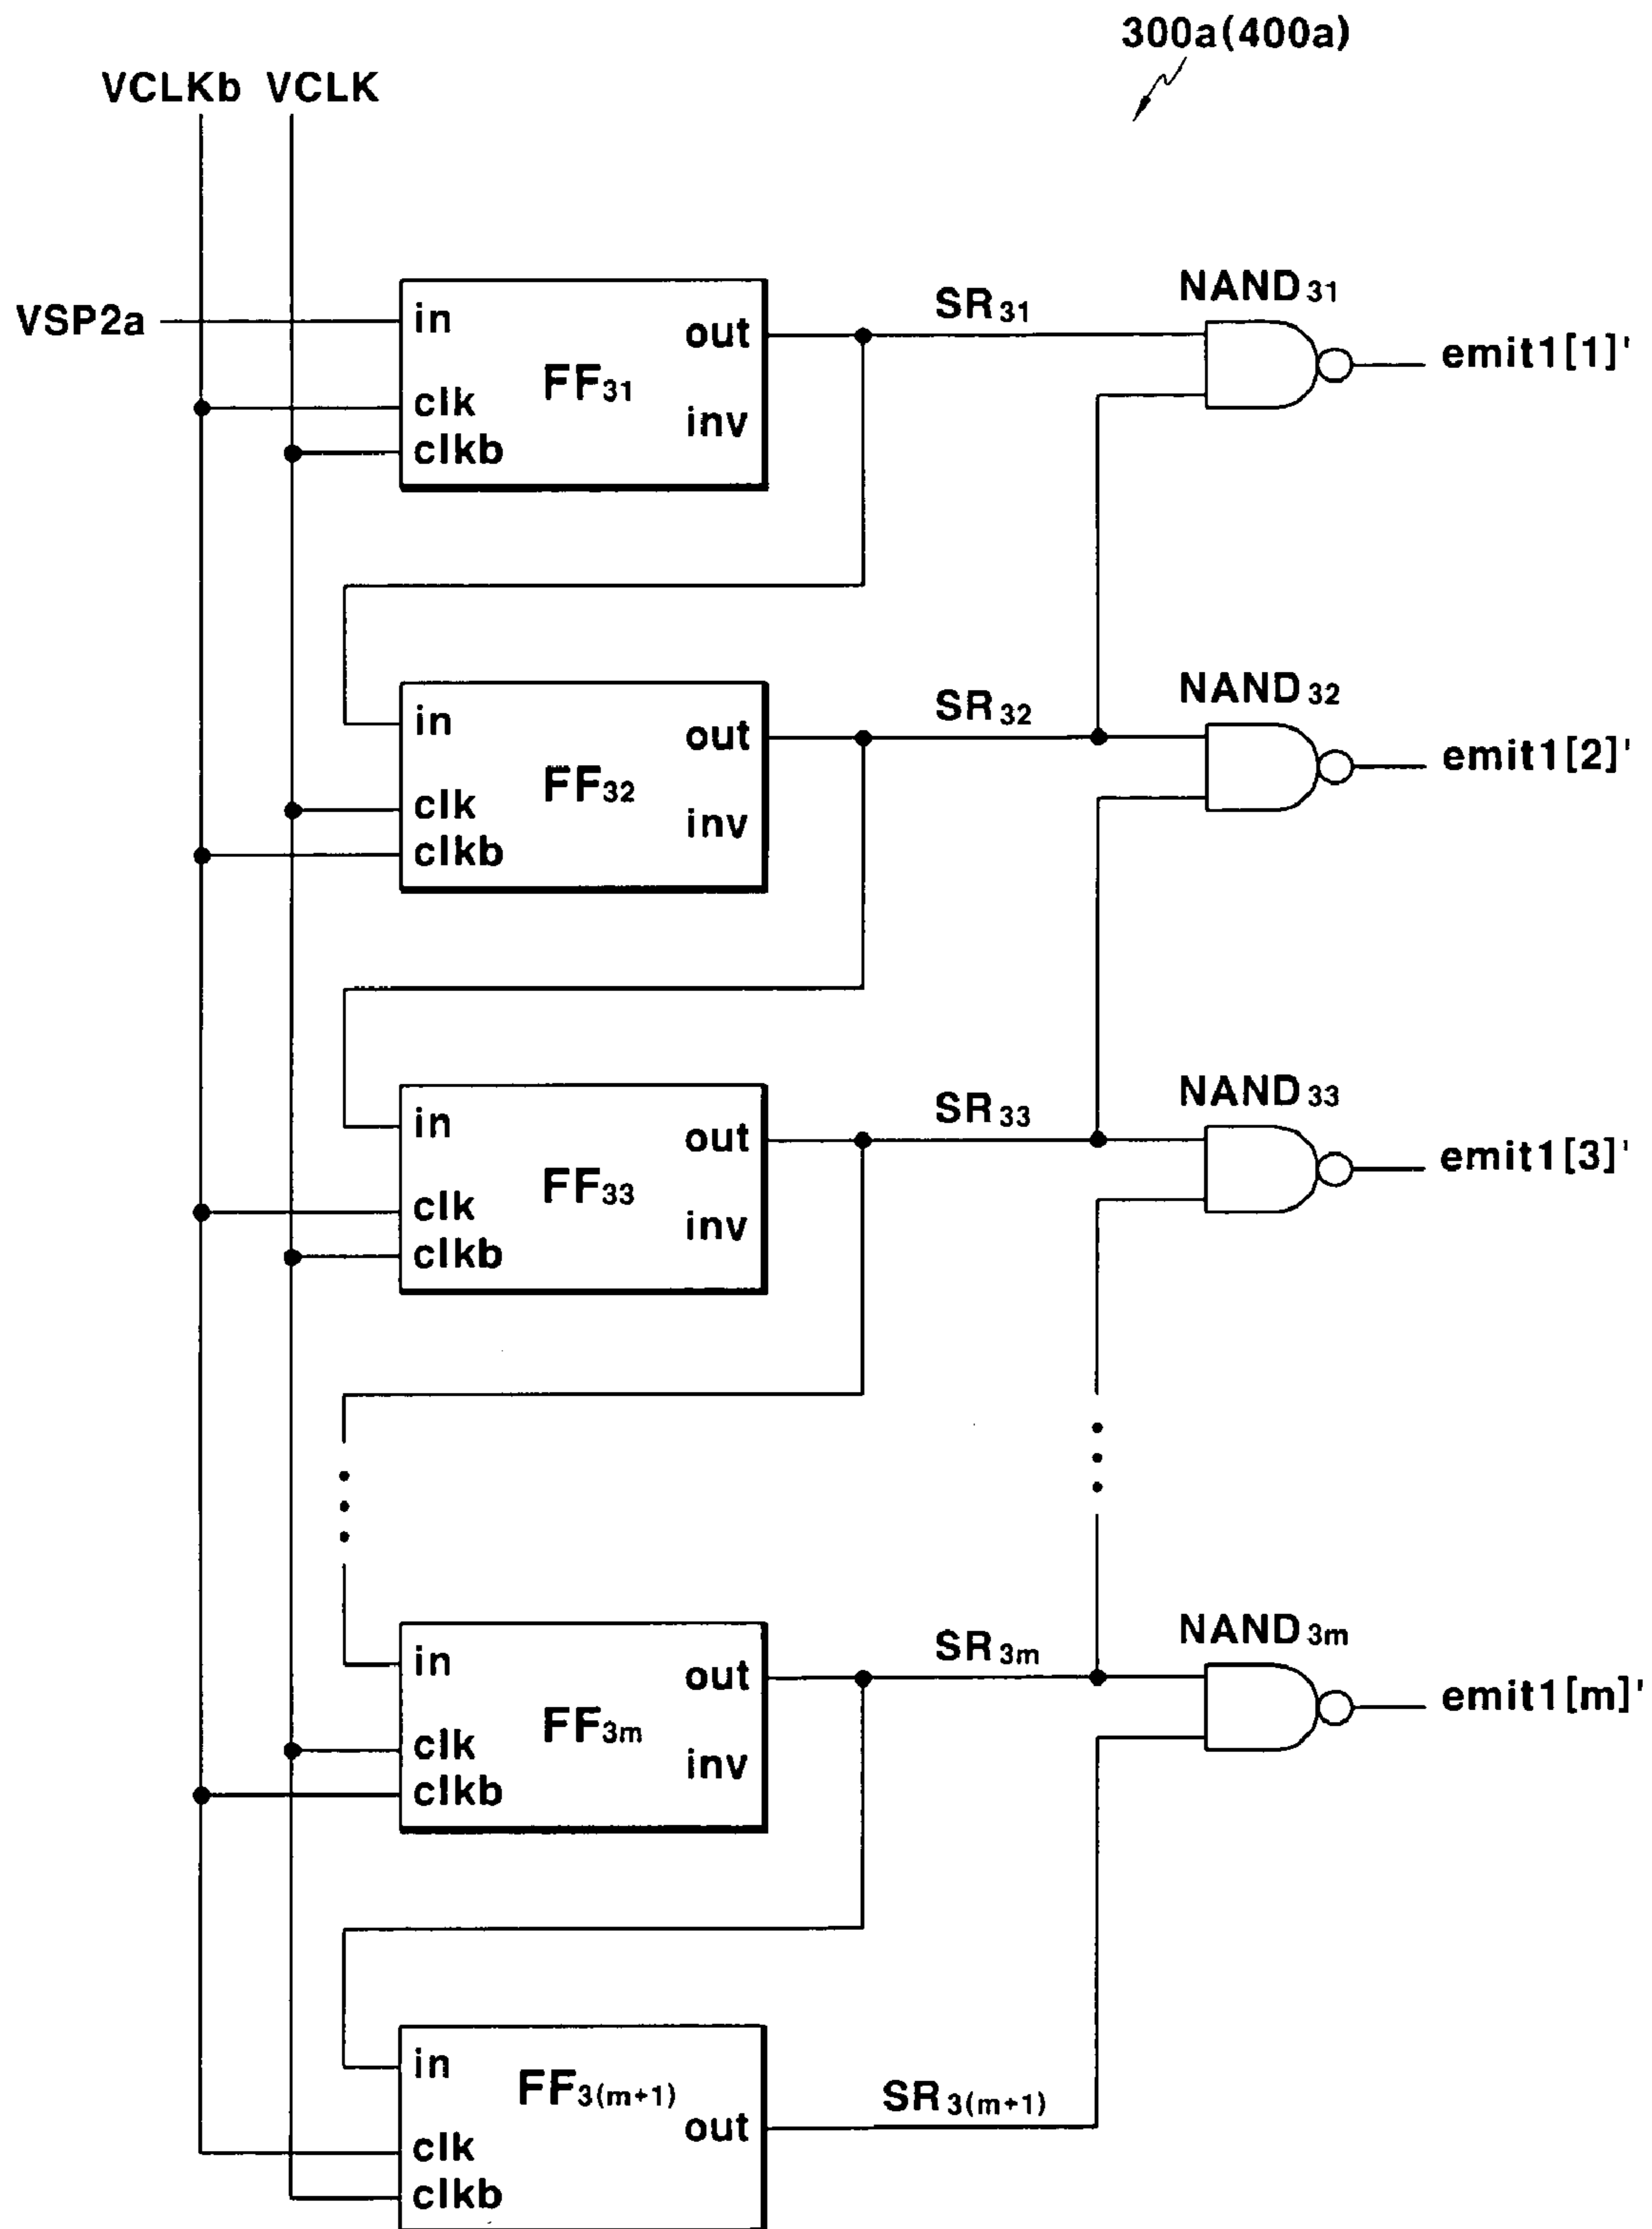 300a(400a)
VCLKb VCLK
VSP2a
in
out
FF31
clk
inv
clkb
SR31
NAND31
emit1[1]'
in
out
FF32
clk
inv
clkb
SR32
NAND32
emit1[2]'
in
out
FF33
clk
inv
clkb
SR33
NAND33
emit1[3]'
in
out
FF3m
clk
inv
clkb
SR3m
NAND3m
emit1[m]'
in
FF3(m+1)
out
clk
clkb
SR3(m+1)